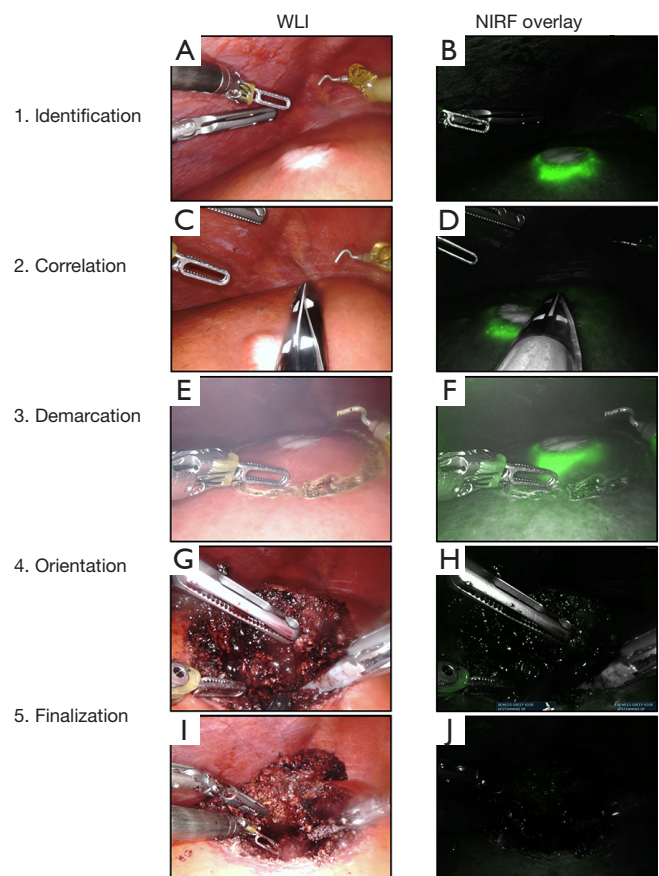 WLI NIRF overlay
A B
1. Identification
C D
2. Correlation
E F
3. Demarcation
G H
4. Orientation
5. Finalization
I J